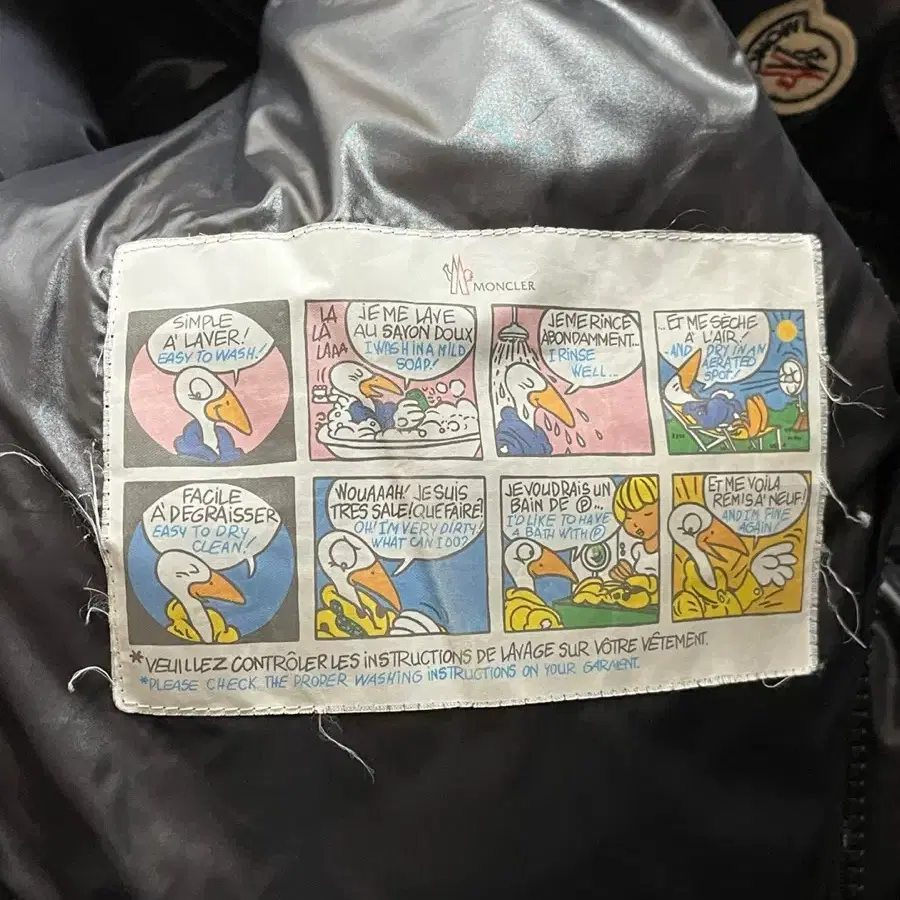 MONCLER
SIMPLE
A' LAVER!
EASY TO WASH!
LA
LA
LAAA
JE ME LAVE
AU SAVON DOUX
I WASH IN A MILD
SOAP!
JE ME RINCE
ABONDAMMENT...
I RINSE
WELL...
...ET ME SECHE
A' L'AIR..
..AND DRY IN AN
AERATED
SPOT!
FACILE
A' DEGRAISSER
EASY TO DRY
CLEAN!
WOUAAAH! JE SUIS
TRES SALE! QUE FAIRE?
OH! I'M VERY DIRTY!
WHAT CAN I DO?
JE VOUDRAIS UN
BAIN DE Ⓟ...
I'D LIKE TO HAVE
A BATH WITH Ⓟ
ET ME VOILA
REMIS A' NEUF!
AND I'M FINE
AGAIN!
*VEUILLEZ CONTRÔLER LES INSTRUCTIONS DE LAVAGE SUR VÔTRE VÊTEMENT.
*PLEASE CHECK THE PROPER WASHING INSTRUCTIONS ON YOUR GARMENT.